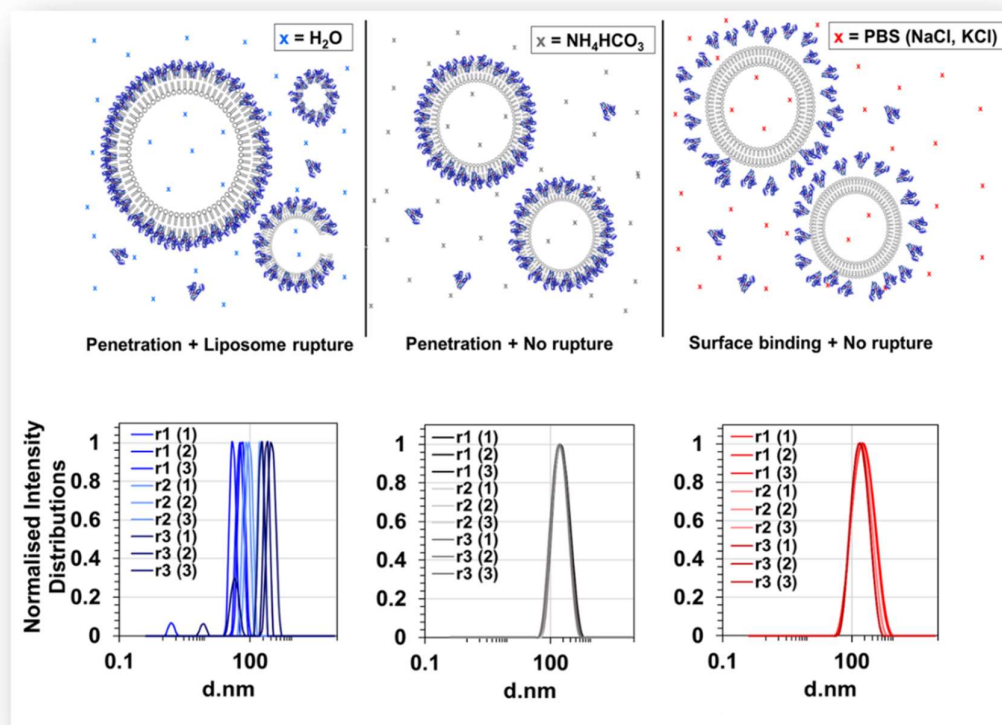 x = H₂O
x = NH₄HCO₃
x = PBS (NaCl, KCl)
Penetration + Liposome rupture
Penetration + No rupture
Surface binding + No rupture
Normalised Intensity
Distributions
1
0.8
0.6
0.4
0.2
0
r1 (1)
r1 (2)
r1 (3)
r2 (1)
r2 (2)
r2 (3)
r3 (1)
r3 (2)
r3 (3)
0.1
100
d.nm
1
0.8
0.6
0.4
0.2
0
r1 (1)
r1 (2)
r1 (3)
r2 (1)
r2 (2)
r2 (3)
r3 (1)
r3 (2)
r3 (3)
0.1
100
d.nm
1
0.8
0.6
0.4
0.2
0
r1 (1)
r1 (2)
r1 (3)
r2 (1)
r2 (2)
r2 (3)
r3 (1)
r3 (2)
r3 (3)
0.1
100
d.nm